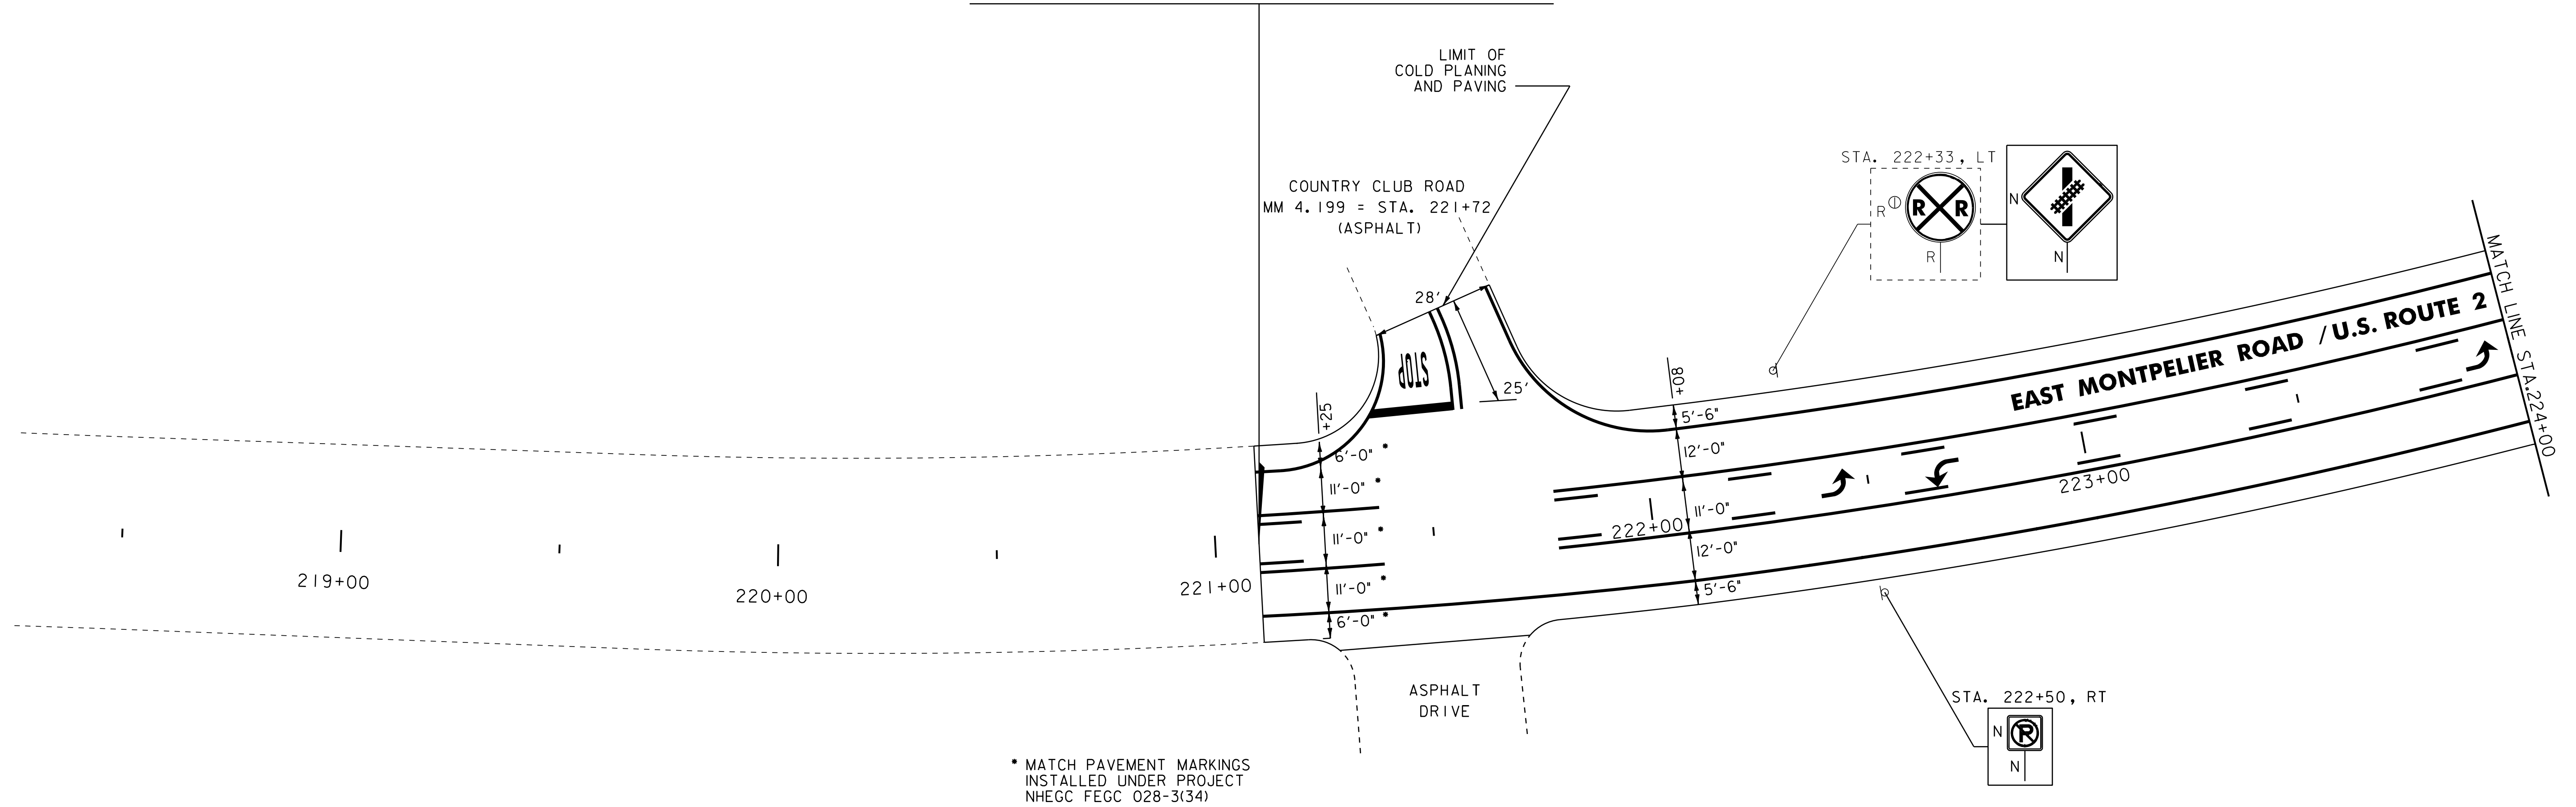 LIMIT OF
COLD PLANING
AND PAVING
COUNTRY CLUB ROAD
MM 4.199 = STA. 221+72
(ASPHALT)
STA. 222+33, LT
R
R R
R
N
N
28'
25'
STOP
+25
+80
6'-0" *
11'-0" *
11'-0" *
11'-0" *
6'-0" *
5'-6"
12'-0"
11'-0"
12'-0"
5'-6"
EAST MONTPELIER ROAD / U.S. ROUTE 2
MATCH LINE STA.224+00
219+00
220+00
221+00
222+00
223+00
ASPHALT
DRIVE
STA. 222+50, RT
N
P
N
* MATCH PAVEMENT MARKINGS
INSTALLED UNDER PROJECT
NHEGC FEGC 028-3(34)